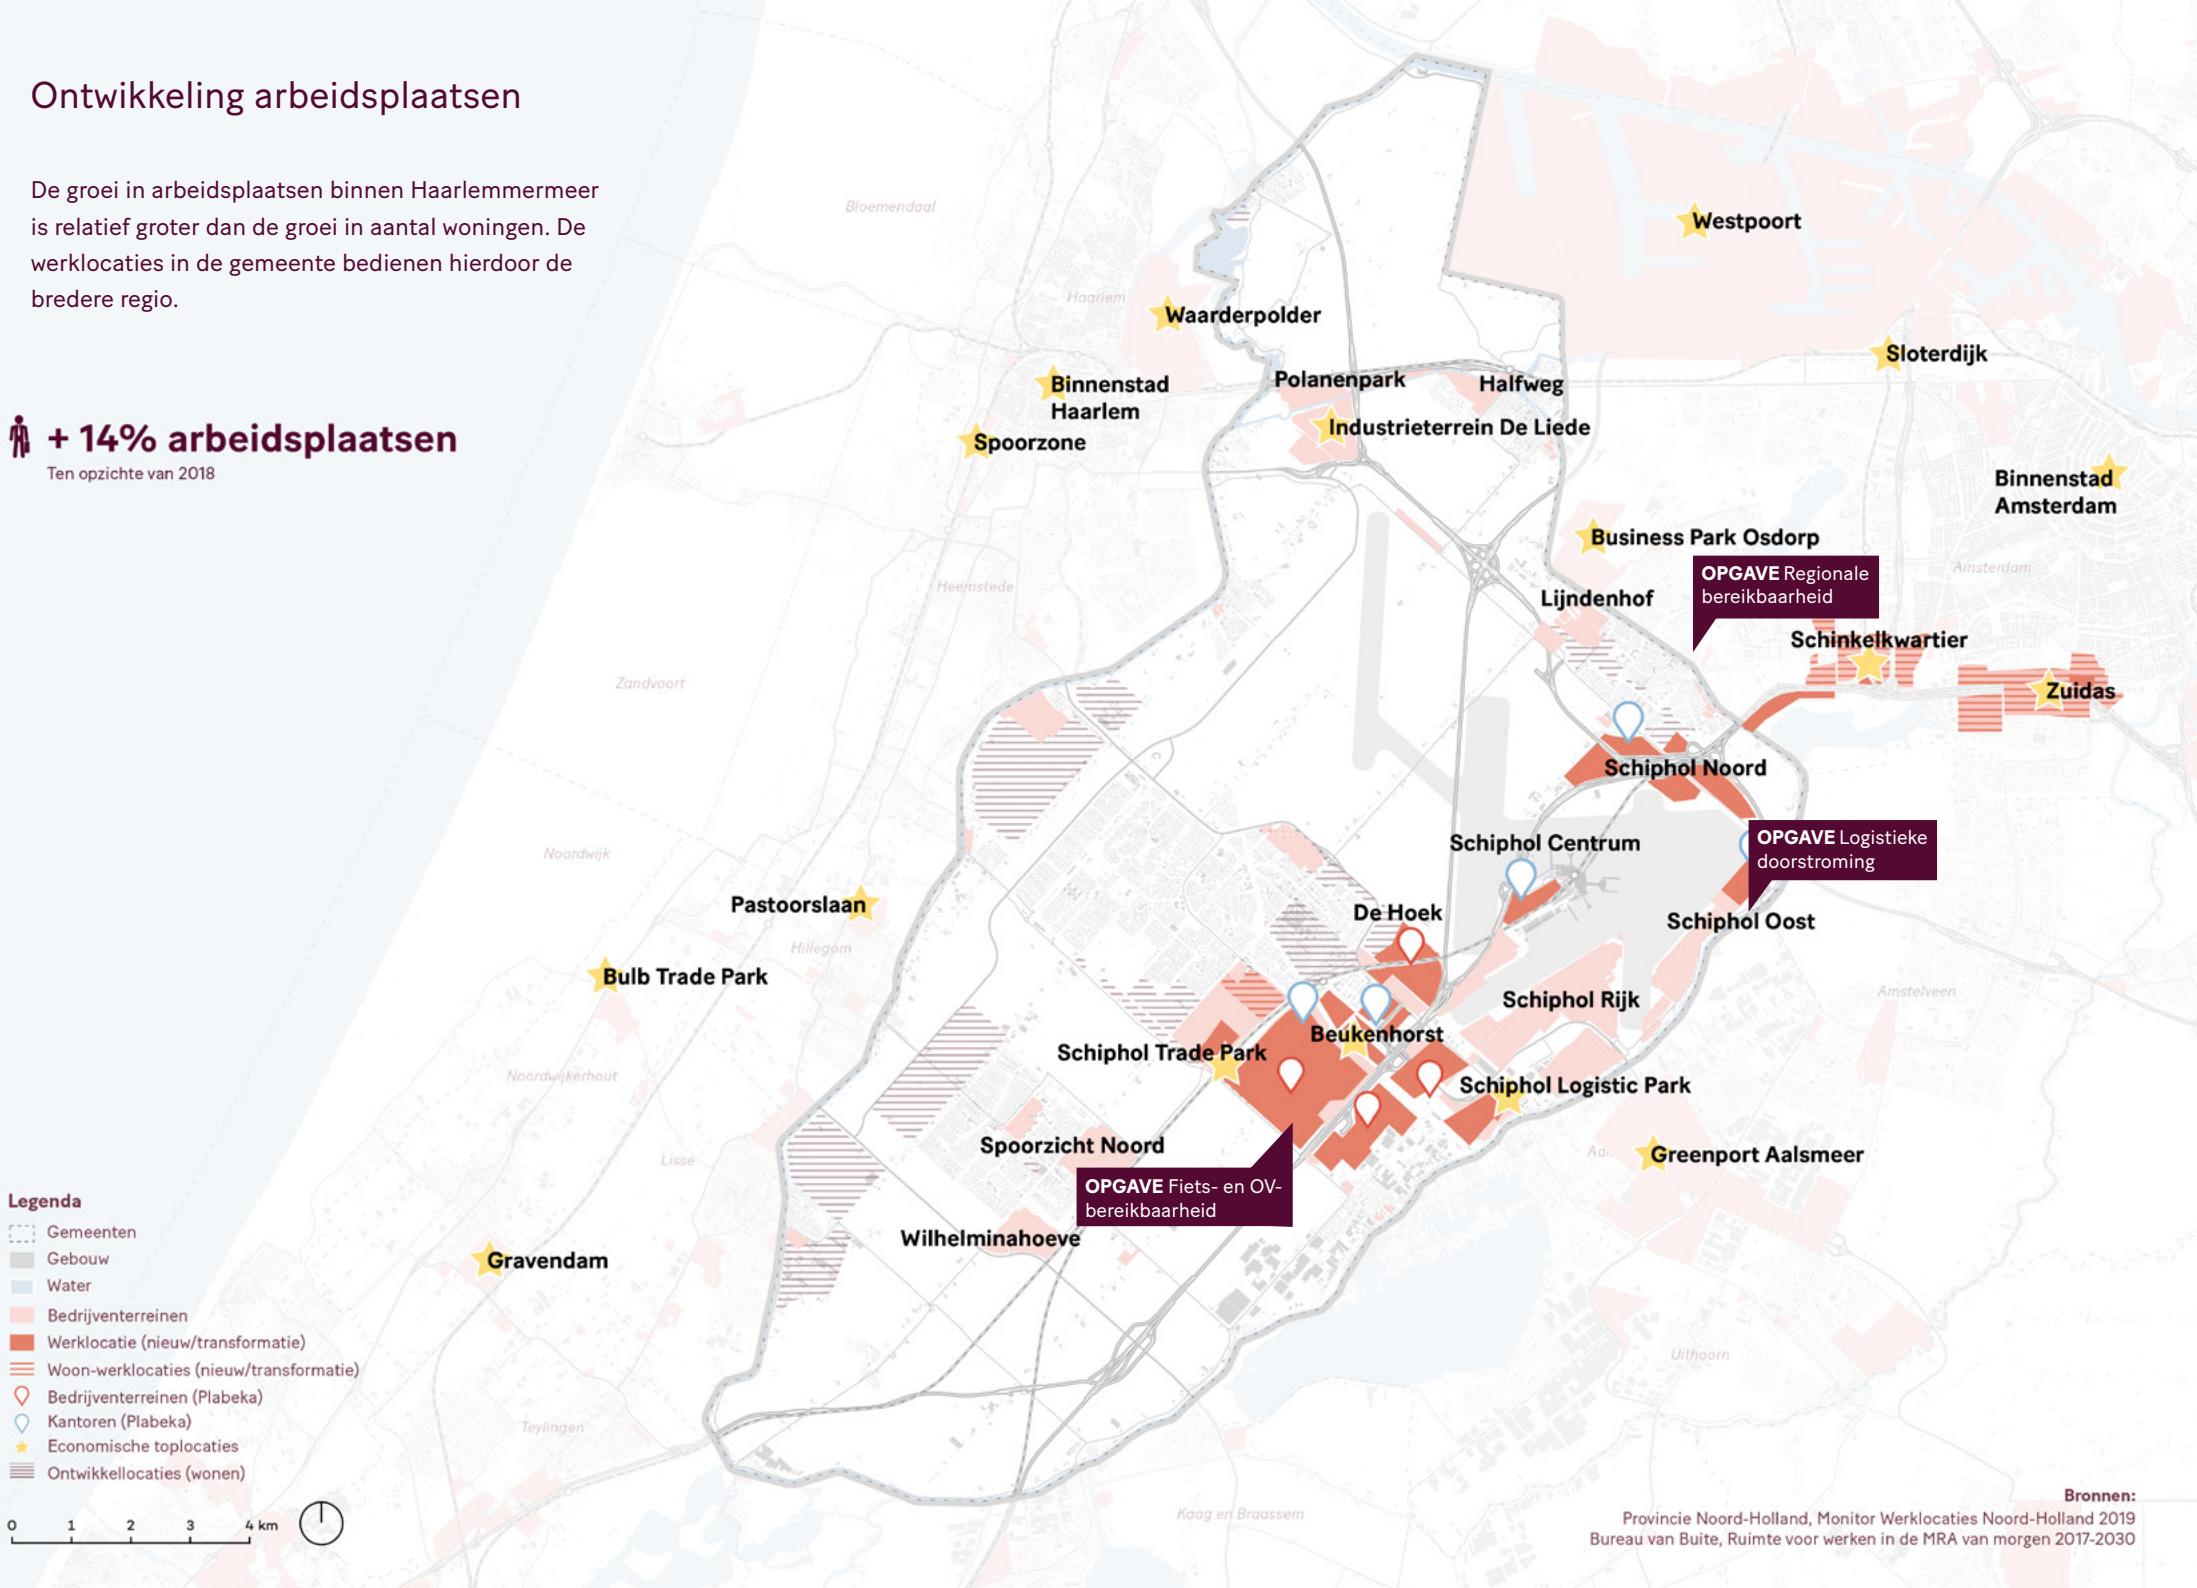 Ontwikkeling arbeidsplaatsen
De groei in arbeidsplaatsen binnen Haarlemmermeer
is relatief groter dan de groei in aantal woningen. De
werklocaties in de gemeente bedienen hierdoor de
bredere regio.
+ 14% arbeidsplaatsen
Ten opzichte van 2018
Bloemendaal
Westpoort
Haarlem
Waarderpolder
Sloterdijk
Binnenstad
Haarlem
Polanenpark
Halfweg
Spoorzone
Industrieterrein De Liede
Binnenstad
Amsterdam
Business Park Osdorp
Amsterdam
OPGAVE Regionale
bereikbaarheid
Heemstede
Lijndenhof
Schinkelkwartier
Zandvoort
Zuidas
Schiphol Noord
Schiphol Centrum
OPGAVE Logistieke
doorstroming
Noordwijk
Pastoorslaan
De Hoek
Schiphol Oost
Hillegom
Bulb Trade Park
Schiphol Rijk
Amstelveen
Beukenhorst
Schiphol Trade Park
Noordwijkerhout
Schiphol Logistic Park
Spoorzicht Noord
Lisse
Greenport Aalsmeer
OPGAVE Fiets- en OV-
bereikbaarheid
Wilhelminahoeve
Gravendam
Uithoorn
Teylingen
Kaag en Braassem
Legenda
Gemeenten
Gebouw
Water
Bedrijventerreinen
Werklocatie (nieuw/transformatie)
Woon-werklocaties (nieuw/transformatie)
Bedrijventerreinen (Plabeka)
Kantoren (Plabeka)
Economische toplocaties
Ontwikkellocaties (wonen)
0 1 2 3 4 km
Bronnen:
Provincie Noord-Holland, Monitor Werklocaties Noord-Holland 2019
Bureau van Buite, Ruimte voor werken in de MRA van morgen 2017-2030